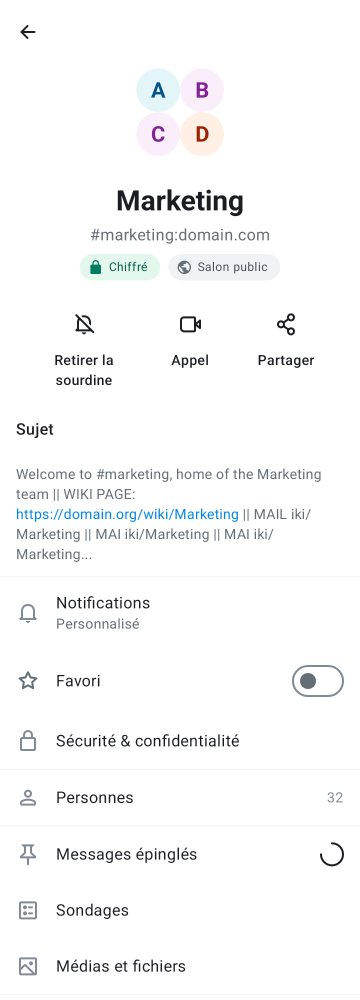 A B
C D
Marketing
#marketing:domain.com
Chiffré Salon public
Retirer la sourdine Appel Partager
Sujet
Welcome to #marketing, home of the Marketing
team || WIKI PAGE:
https://domain.org/wiki/Marketing || MAIL iki/
Marketing || MAI iki/Marketing || MAI iki/
Marketing...
Notifications
Personnalisé
Favori
Sécurité & confidentialité
Personnes 32
Messages épinglés
Sondages
Médias et fichiers